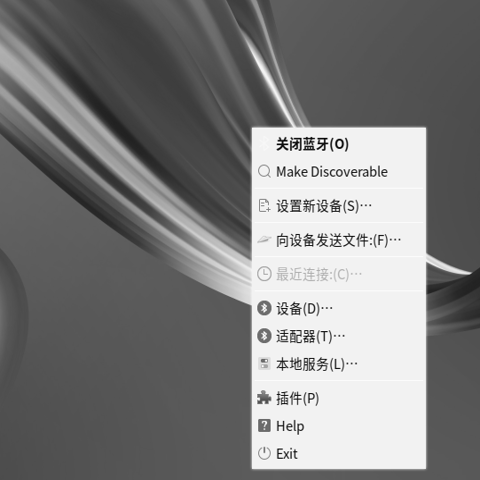 关闭蓝牙(O)
Make Discoverable
设置新设备(S)…
向设备发送文件:(F)…
最近连接:(C)…
设备(D)…
适配器(T)…
本地服务(L)…
插件(P)
Help
Exit